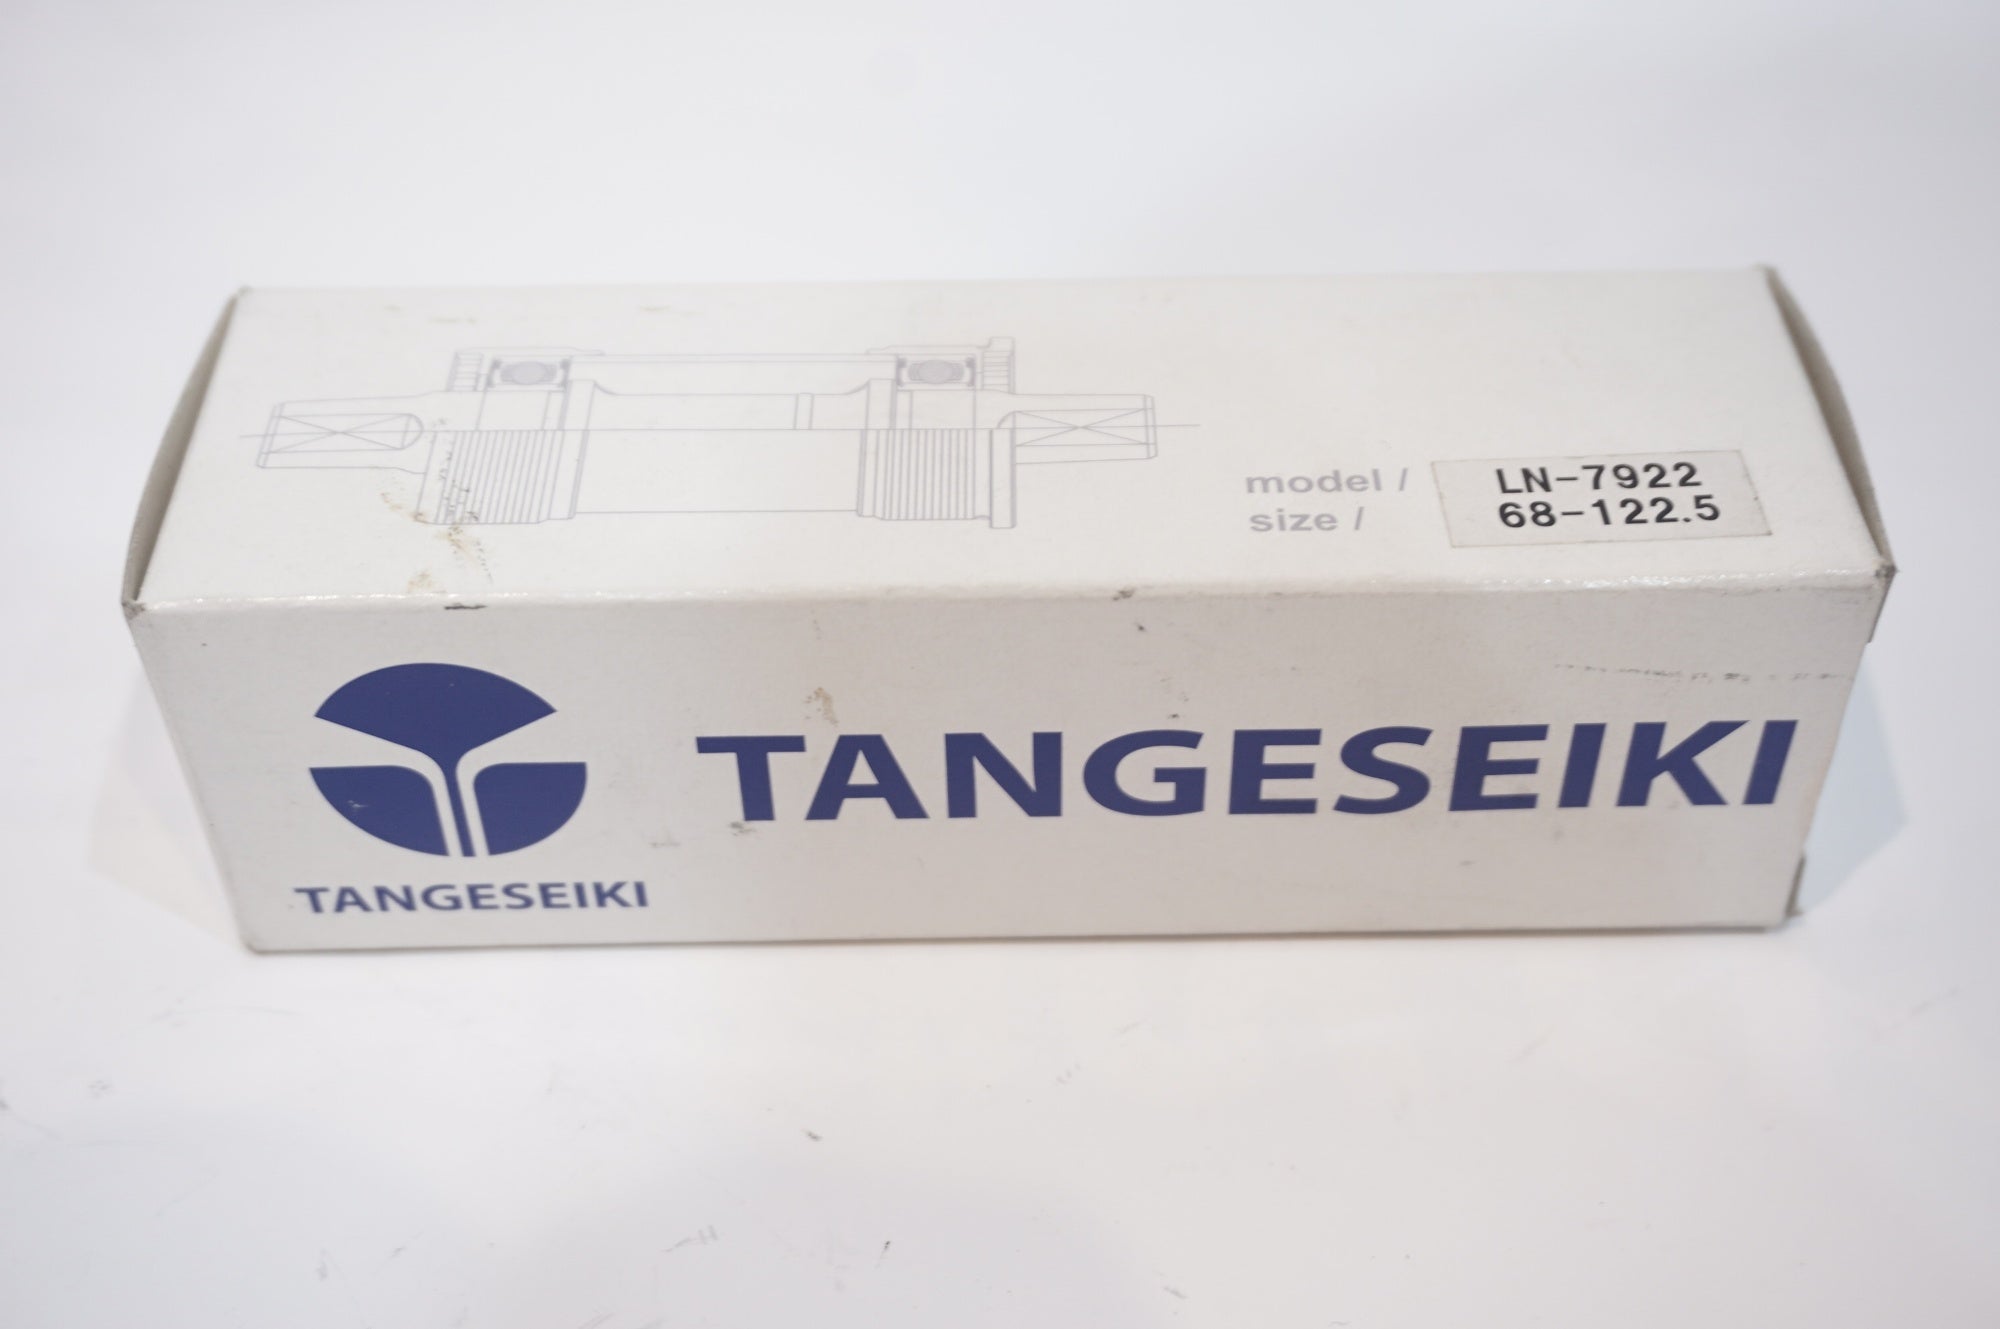 model / LN-7922
size / 68-122.5
TANGESEIKI
TANGESEIKI